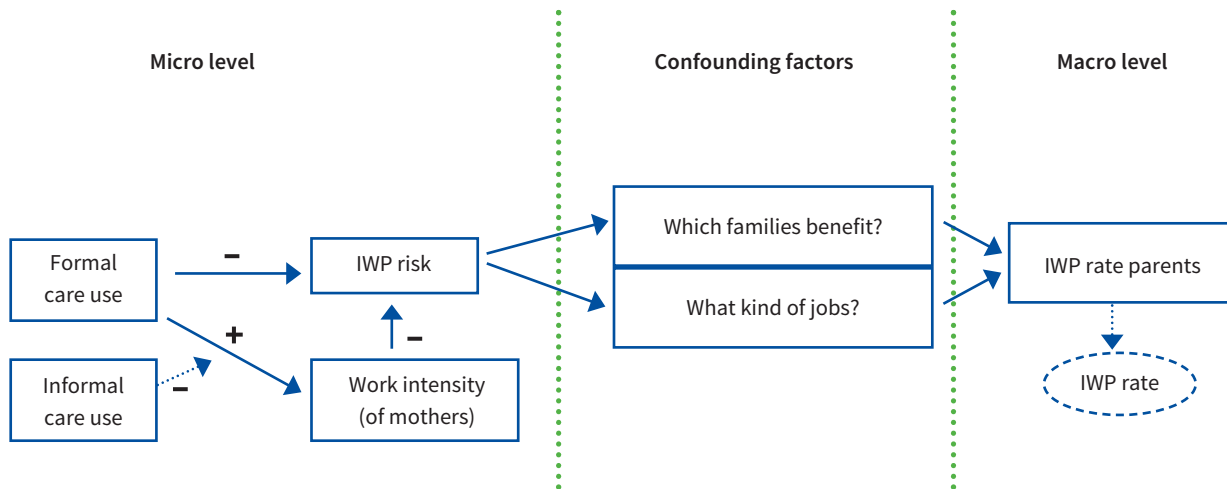 Micro level
Confounding factors
Macro level
Formal
care use
-
IWP risk
Which families benefit?
What kind of jobs?
IWP rate parents
+
-
Informal
care use
-
Work intensity
(of mothers)
IWP rate